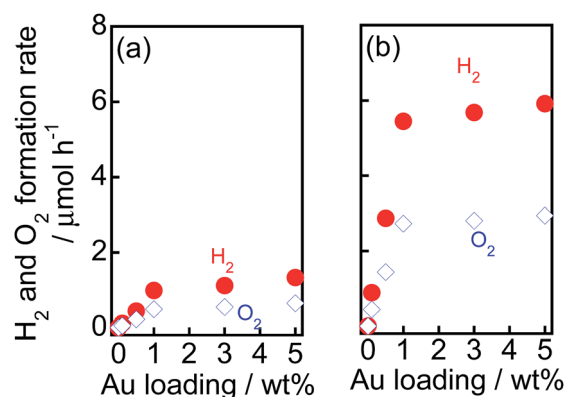 H2 and O2 formation rate
/ μmol h-1
8
6
4
2
0
(a)
H2
O2
0 1 2 3 4 5
Au loading / wt%
(b)
H2
O2
0 1 2 3 4 5
Au loading / wt%